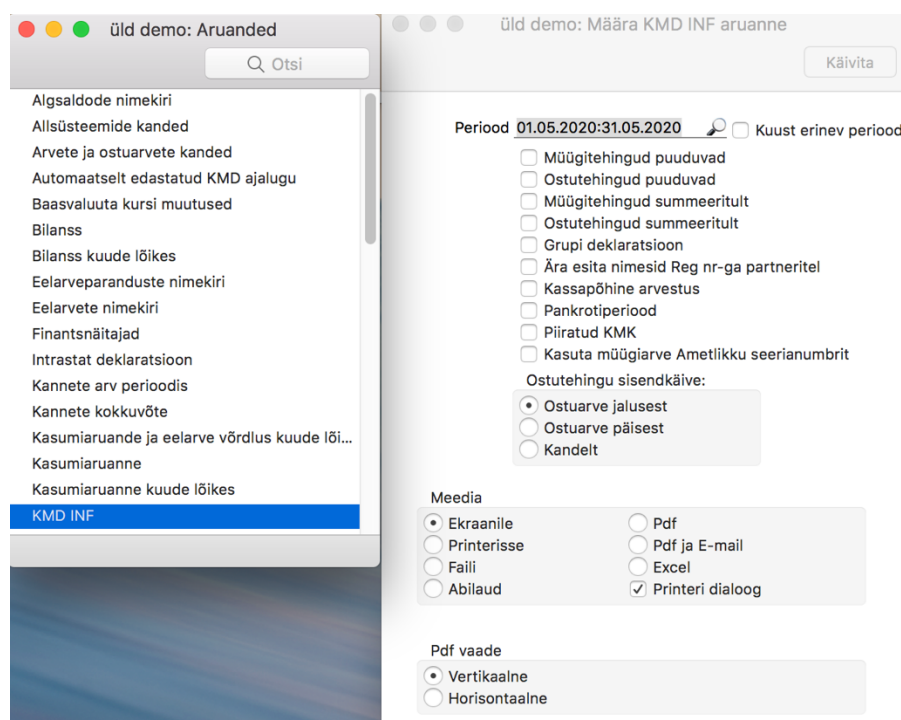 üld demo: Aruanded
Otsi
Algsaldode nimekiri
Allsüsteemide kanded
Arvete ja ostuarvete kanded
Automaatselt edastatud KMD ajalugu
Baasvaluuta kursi muutused
Bilanss
Bilanss kuude lõikes
Eelarveparanduste nimekiri
Eelarvete nimekiri
Finantsnäitajad
Intrastat deklaratsioon
Kannete arv perioodis
Kannete kokkuvõte
Kasumiaruande ja eelarve võrdlus kuude lõi...
Kasumiaruanne
Kasumiaruanne kuude lõikes
KMD INF
üld demo: Määra KMD INF aruanne
Käivita
Periood 01.05.2020:31.05.2020 Kuust erinev periood
Müügitehingud puuduvad
Ostutehingud puuduvad
Müügitehingud summeeritult
Ostutehingud summeeritult
Grupi deklaratsioon
Ära esita nimesid Reg nr-ga partneritel
Kassapõhine arvestus
Pankrotiperiood
Piiratud KMK
Kasuta müügiarve Ametlikku seerianumbrit
Ostutehingu sisendkäive:
Ostuarve jalusest
Ostuarve päisest
Kandelt
Meedia
Ekraanile Pdf
Printerisse Pdf ja E-mail
Faili Excel
Abilaud Printeri dialoog
Pdf vaade
Vertikaalne
Horisontaalne